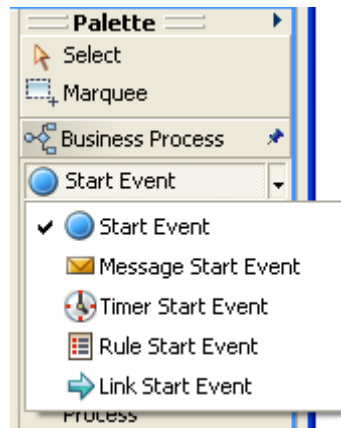 Palette
Select
Marquee
Business Process
Start Event
Start Event
Message Start Event
Timer Start Event
Rule Start Event
Link Start Event
Process